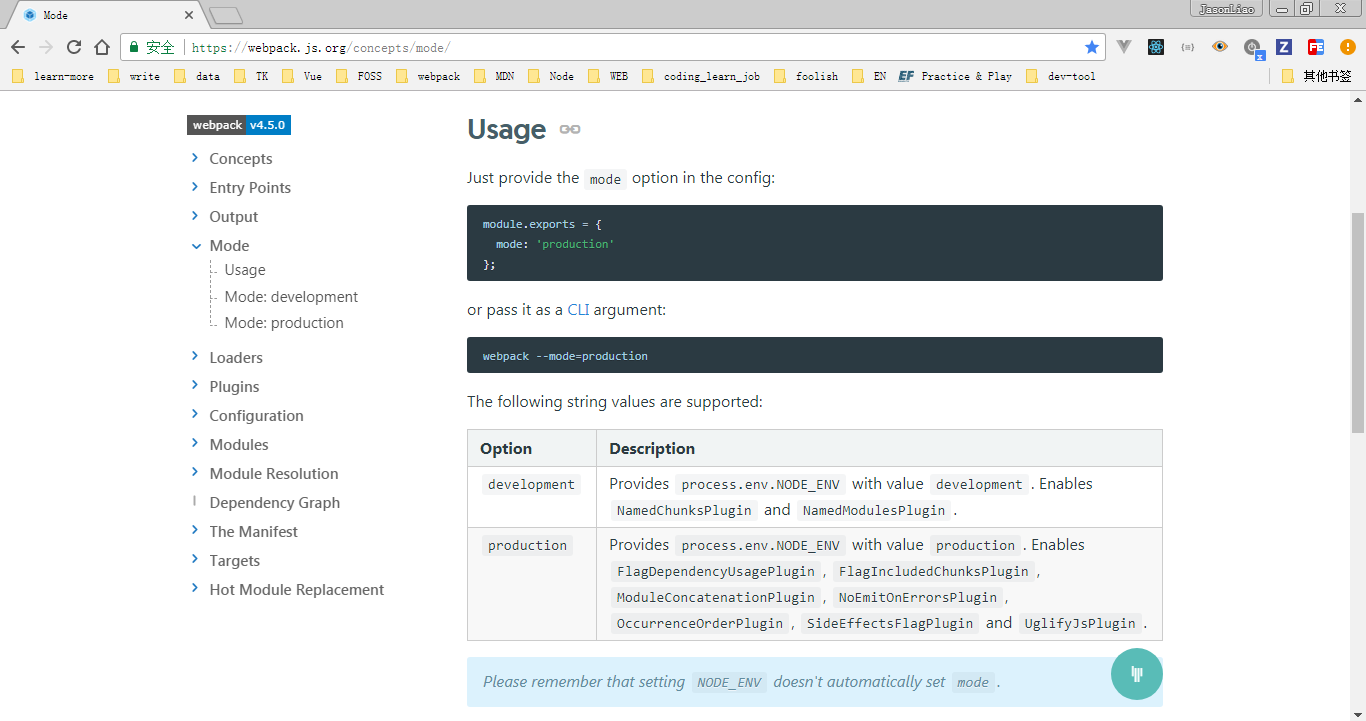 Mode
JasonLiao
安全 https://webpack.js.org/concepts/mode/
learn-more write data TK Vue FOSS webpack MDN Node WEB coding_learn_job foolish EN EF Practice & Play dev-tool 其他书签
webpack v4.5.0
Concepts
Entry Points
Output
Mode
Usage
Mode: development
Mode: production
Loaders
Plugins
Configuration
Modules
Module Resolution
Dependency Graph
The Manifest
Targets
Hot Module Replacement
Usage
Just provide the mode option in the config:
module.exports = {
mode: 'production'
};
or pass it as a CLI argument:
webpack --mode=production
The following string values are supported:
Option Description
development Provides process.env.NODE_ENV with value development . Enables
NamedChunksPlugin and NamedModulesPlugin .
production Provides process.env.NODE_ENV with value production . Enables
FlagDependencyUsagePlugin , FlagIncludedChunksPlugin ,
ModuleConcatenationPlugin , NoEmitOnErrorsPlugin ,
OccurrenceOrderPlugin , SideEffectsFlagPlugin and UglifyJsPlugin .
Please remember that setting NODE_ENV doesn't automatically set mode .